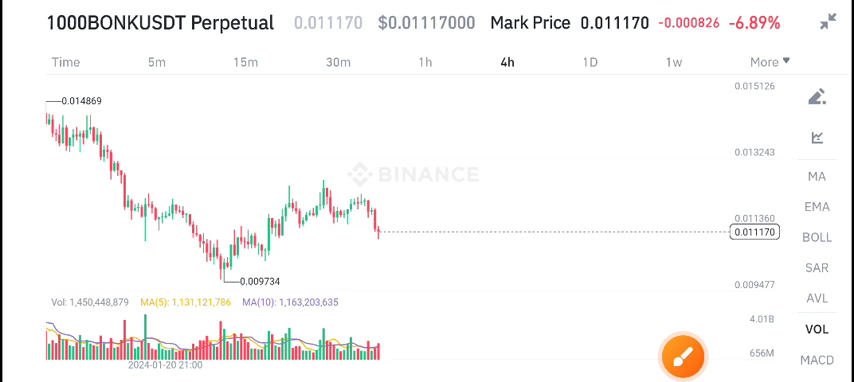 1000BONKUSDT Perpetual 0.011170 $0.01117000 Mark Price 0.011170 -0.000826 -6.89%
Time 5m 15m 30m 1h 4h 1D 1w More
0.015126
0.014869
0.013243
BINANCE
MA
EMA
0.011360
0.011170
BOLL
SAR
0.009734
0.009477
AVL
Vol: 1,450,448,879 MA(5): 1,131,121,786 MA(10): 1,163,203,635
4.01B
VOL
656M
MACD
2024-01-20 21:00